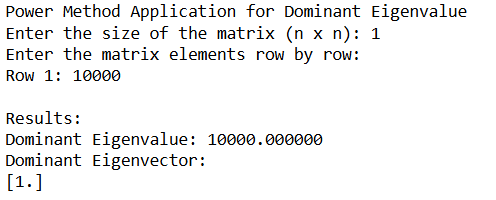 Power Method Application for Dominant Eigenvalue
Enter the size of the matrix (n x n): 1
Enter the matrix elements row by row:
Row 1: 10000
Results:
Dominant Eigenvalue: 10000.000000
Dominant Eigenvector:
[1.]